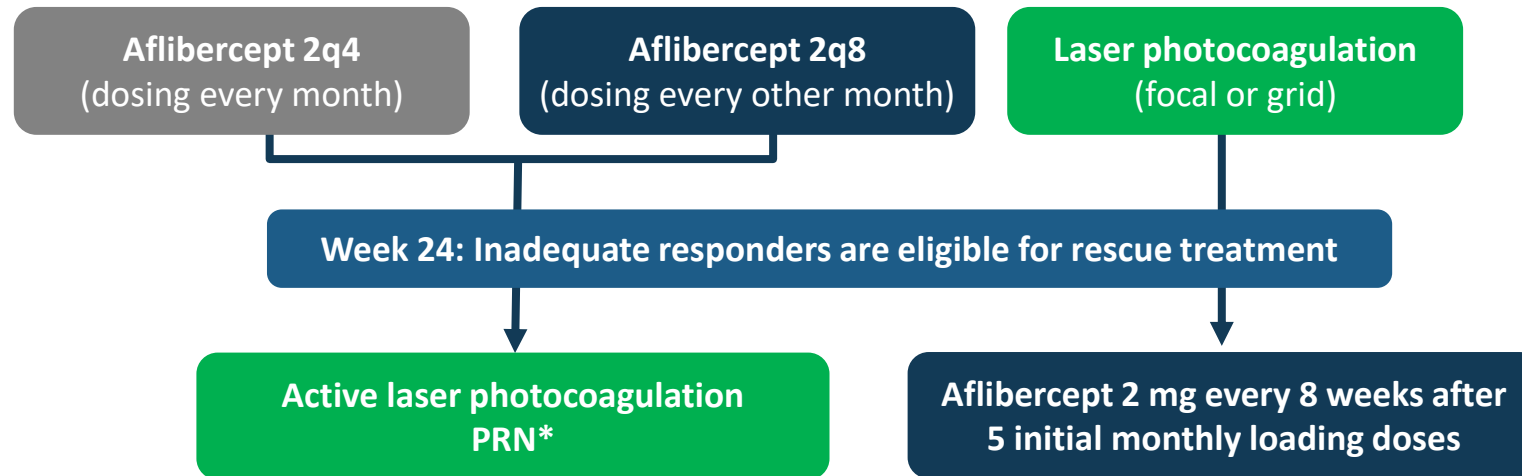 Aflibercept 2q4
(dosing every month)
Aflibercept 2q8
(dosing every other month)
Laser photocoagulation
(focal or grid)
Week 24: Inadequate responders are eligible for rescue treatment
Active laser photocoagulation
PRN*
Aflibercept 2 mg every 8 weeks after
5 initial monthly loading doses